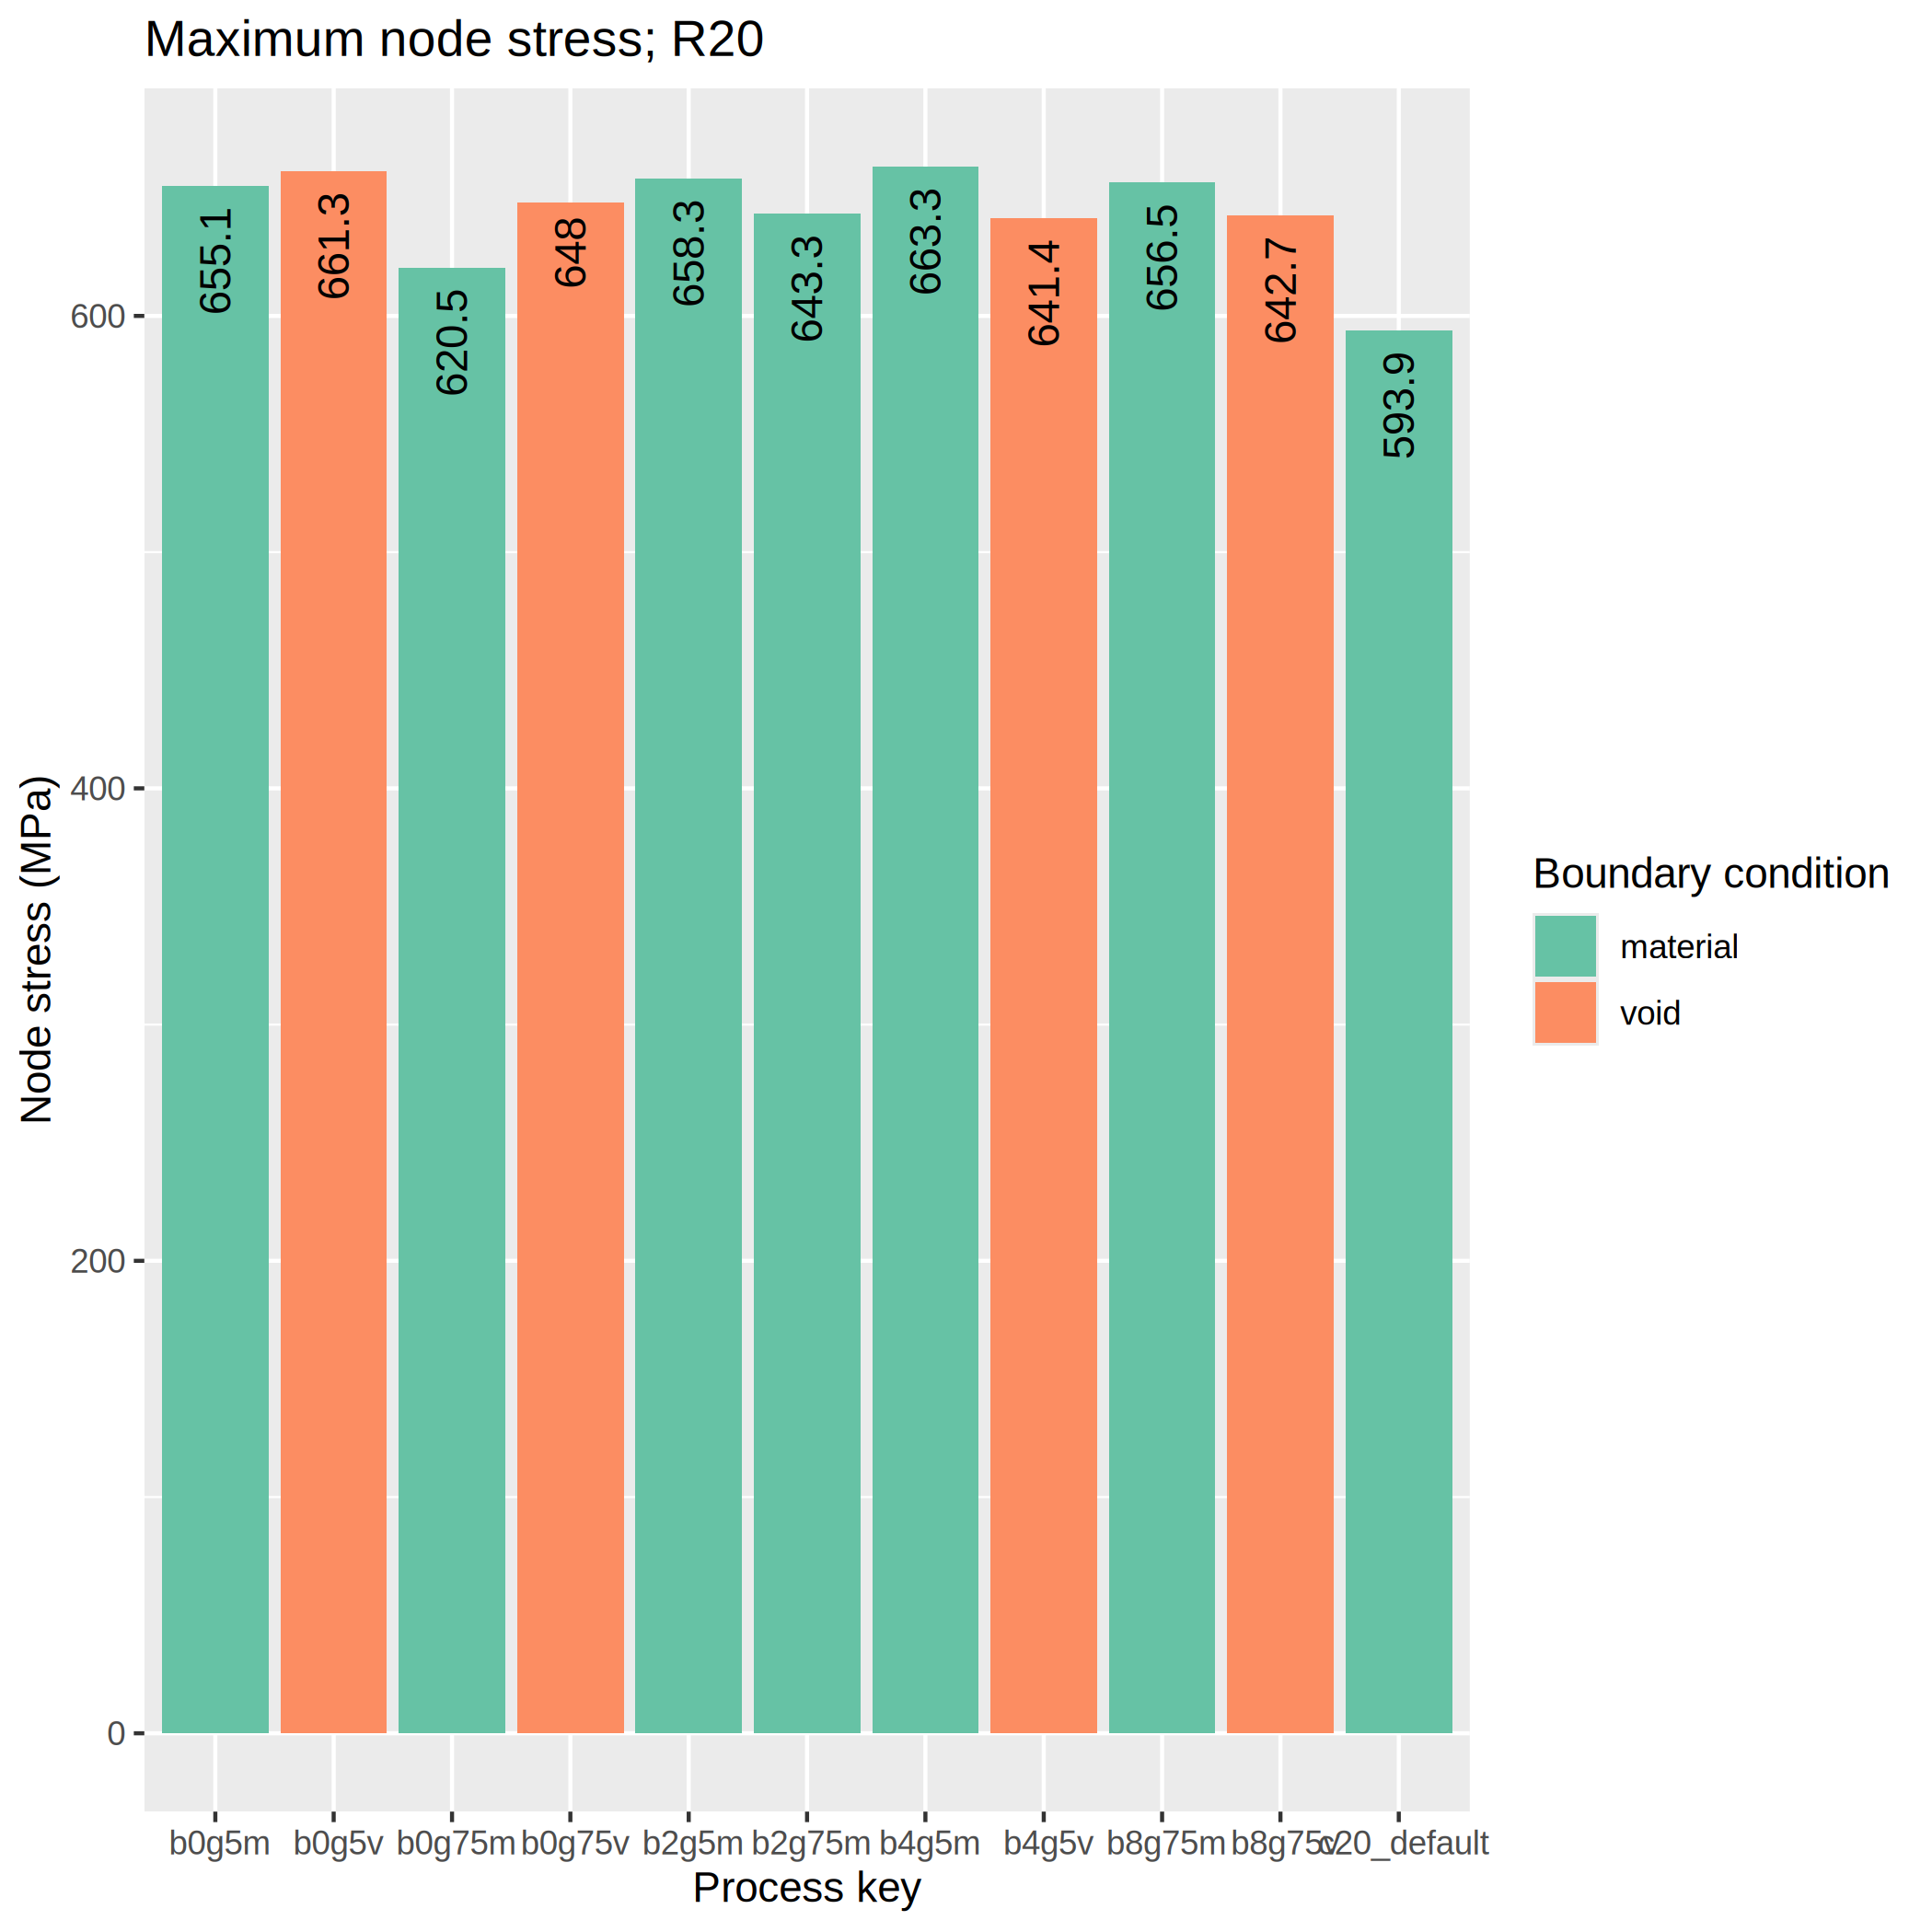 Maximum node stress; R20
Node stress (MPa)
600
400
200
0
655.1
661.3
620.5
648
658.3
643.3
663.3
641.4
656.5
642.7
593.9
b0g5m b0g5v b0g75m b0g75v b2g5m b2g75m b4g5m b4g5v b8g75m b8g75v c20_default
Process key
Boundary condition
material
void